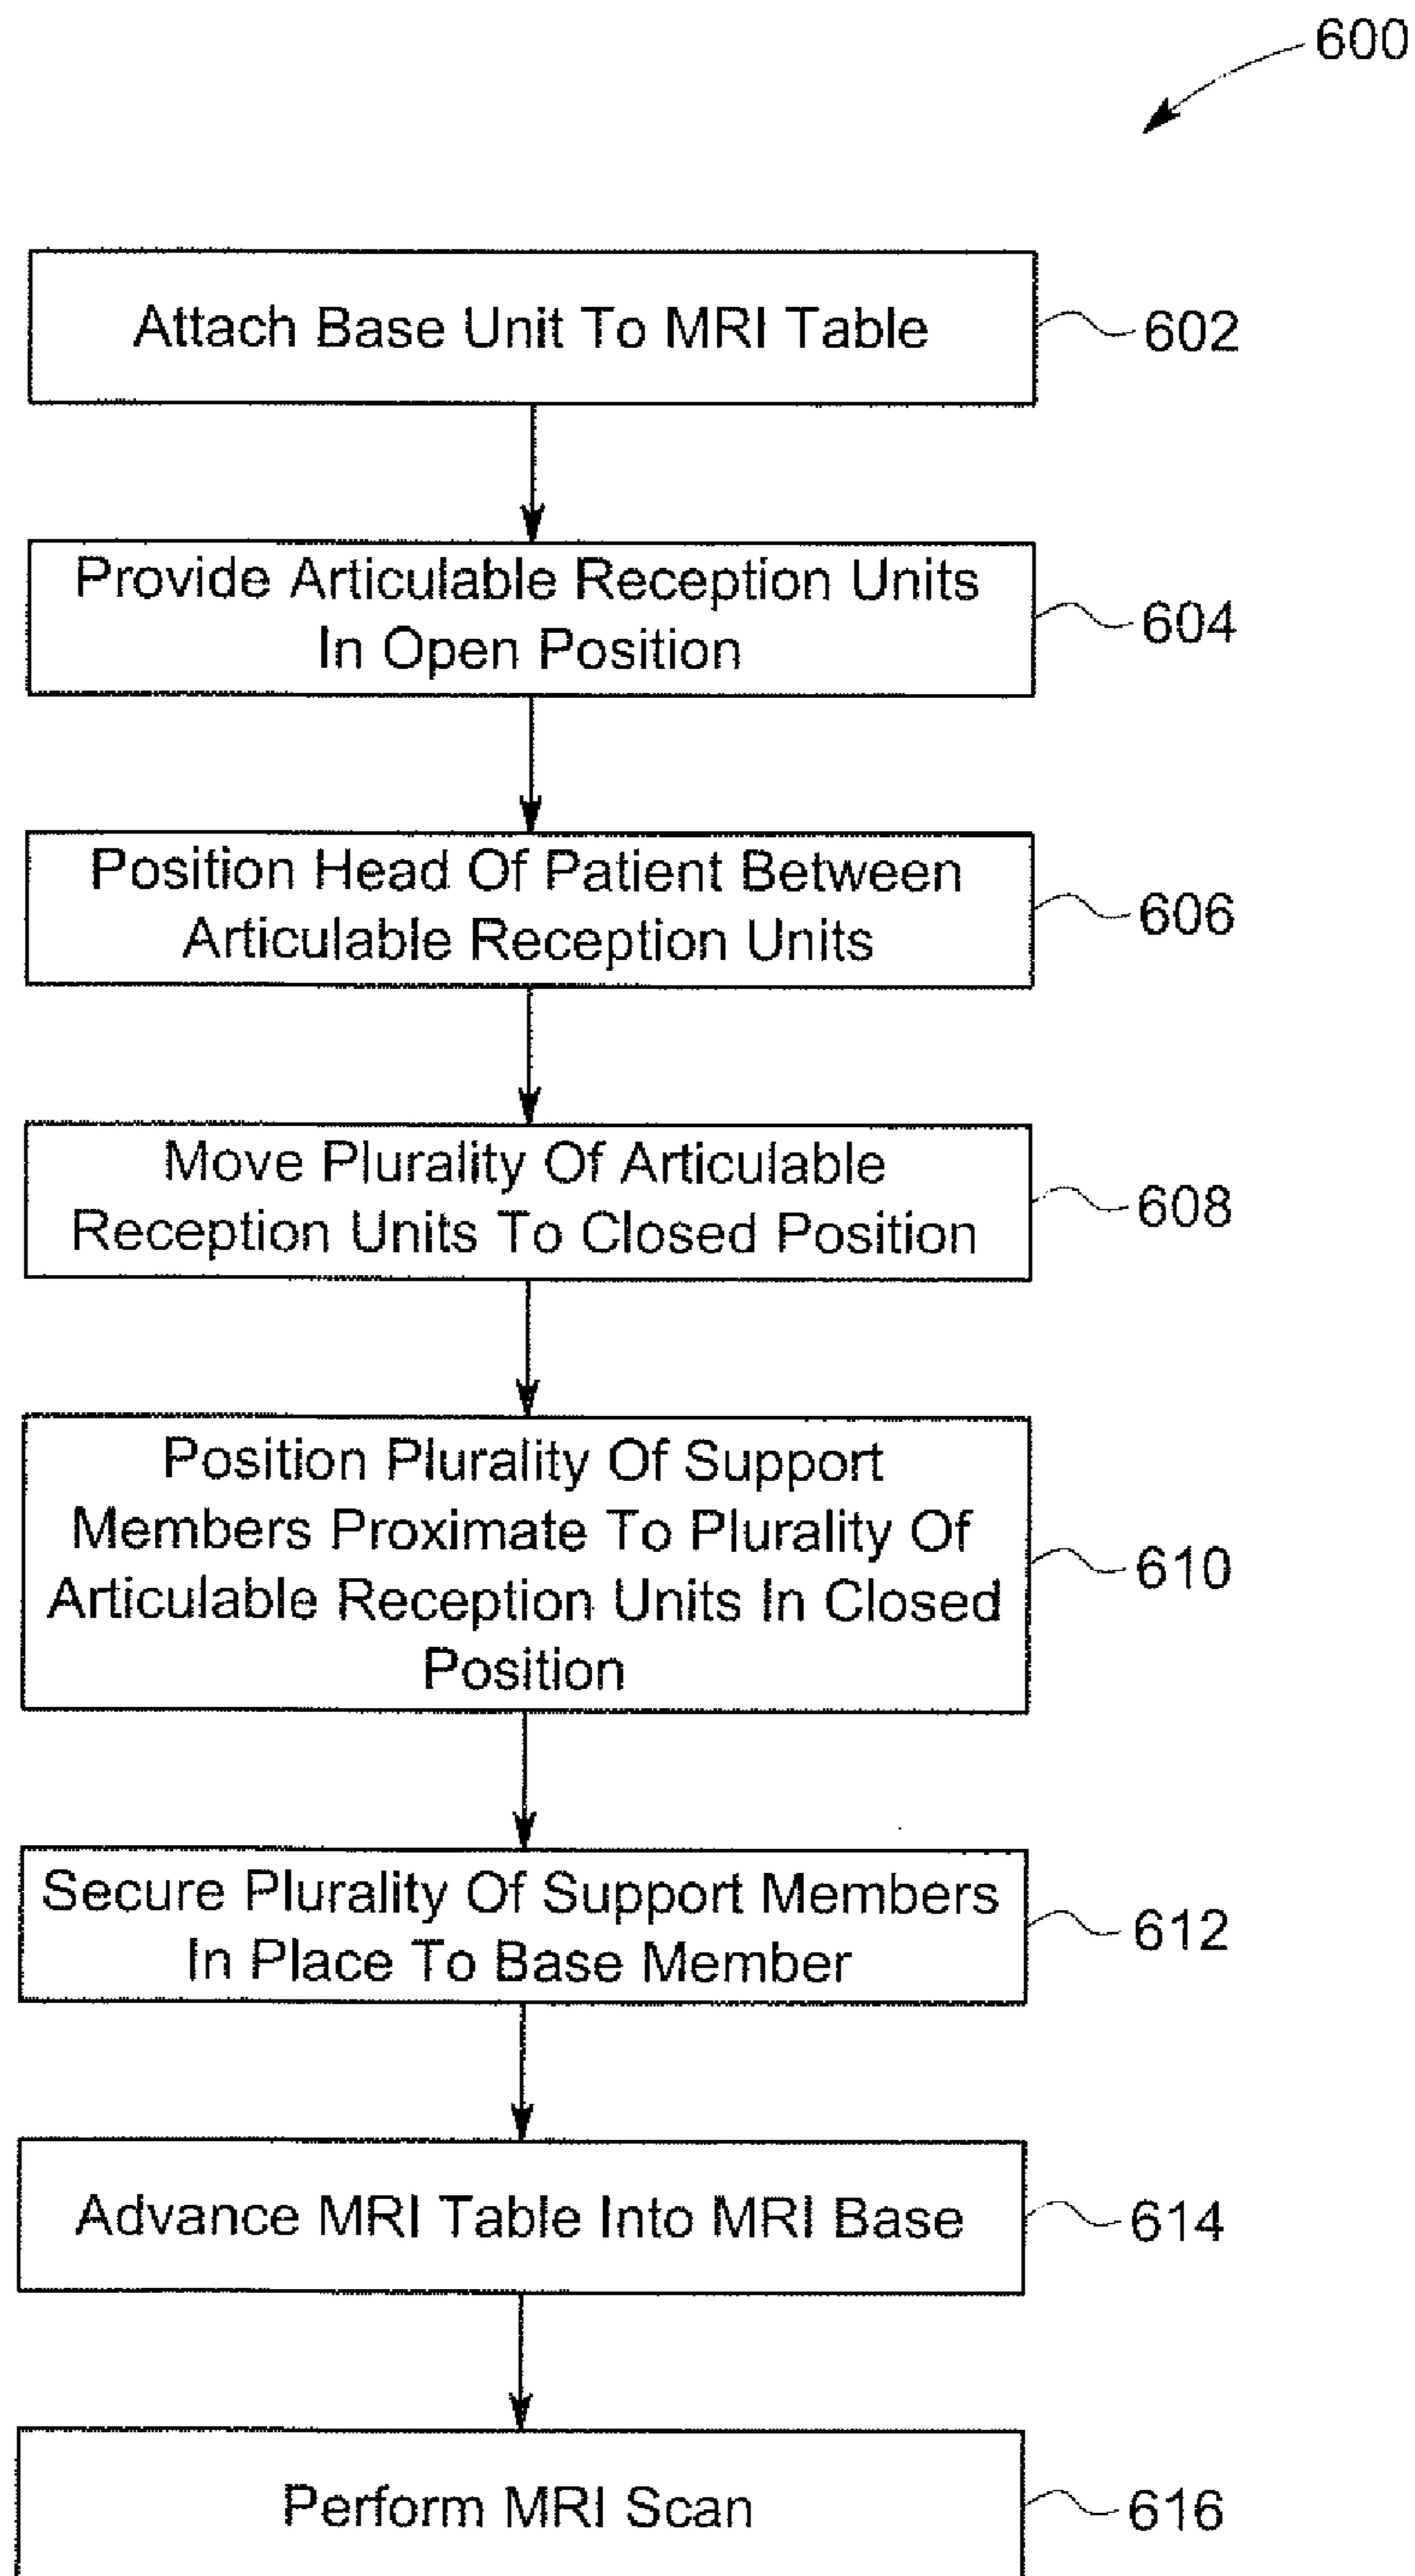 600
Attach Base Unit To MRI Table
602
Provide Articulable Reception Units
In Open Position
604
Position Head Of Patient Between
Articulable Reception Units
606
Move Plurality Of Articulable
Reception Units To Closed Position
608
Position Plurality Of Support
Members Proximate To Plurality Of
Articulable Reception Units In Closed
Position
610
Secure Plurality Of Support Members
In Place To Base Member
612
Advance MRI Table Into MRI Base
614
Perform MRI Scan
616